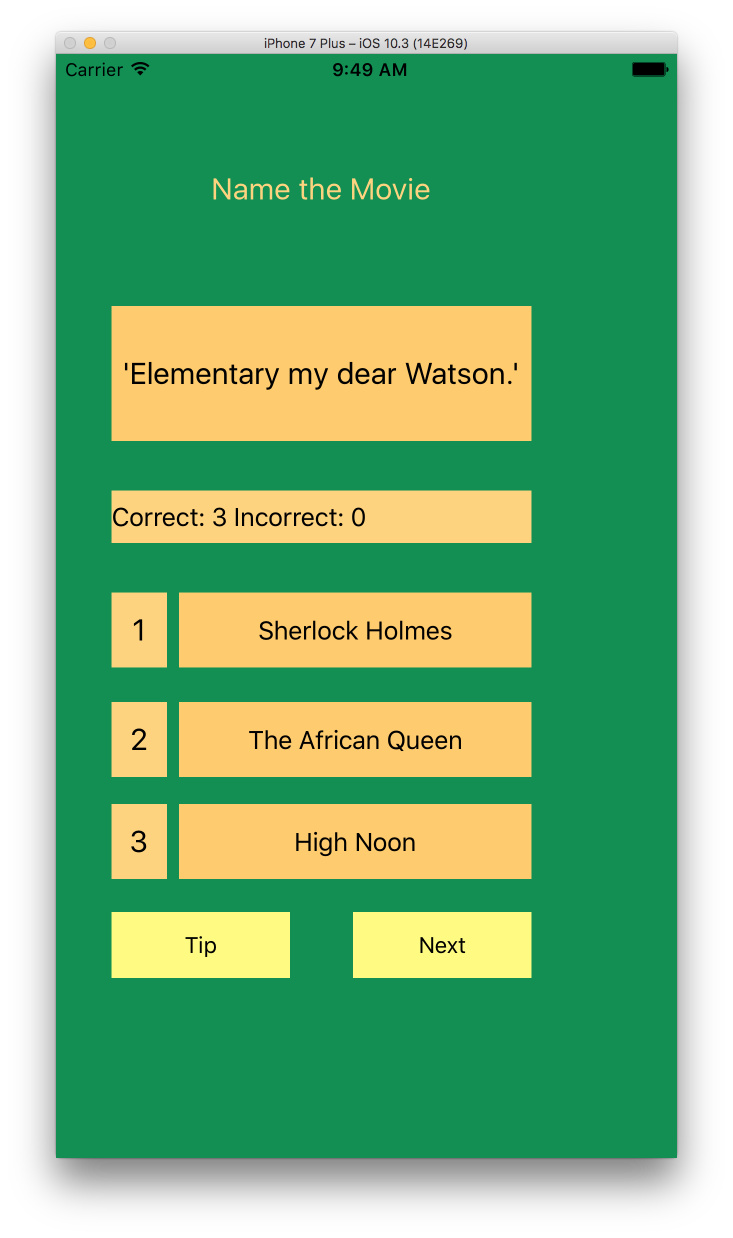 iPhone 7 Plus – iOS 10.3 (14E269)
Carrier 9:49 AM
Name the Movie
'Elementary my dear Watson.'
Correct: 3 Incorrect: 0
1 Sherlock Holmes
2 The African Queen
3 High Noon
Tip Next